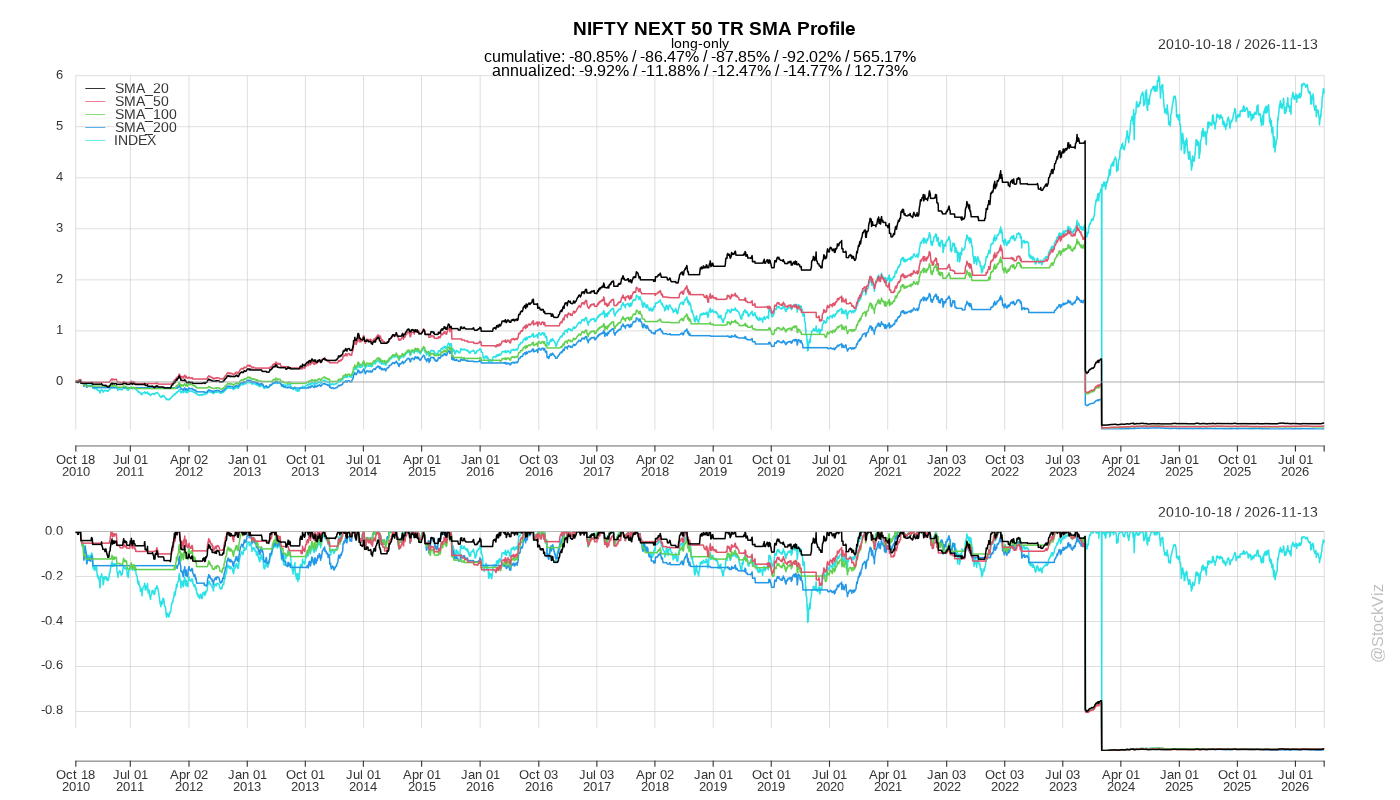 NIFTY NEXT 50 TR SMA Profile
long-only
cumulative: -80.85% / -86.47% / -87.85% / -92.02% / 565.17%
annualized: -9.92% / -11.88% / -12.47% / -14.77% / 12.73%
2010-10-18 / 2026-11-13
SMA_20
SMA_50
SMA_100
SMA_200
INDEX
6
5
4
3
2
1
0
Oct 18 Jul 01 Apr 02 Jan 01 Oct 01 Jul 01 Apr 01 Jan 01 Oct 03 Jul 03 Apr 02 Jan 01 Oct 01 Jul 01 Apr 01 Jan 03 Oct 03 Jul 03 Apr 01 Jan 01 Oct 01 Jul 01
2010 2011 2012 2013 2013 2014 2015 2016 2016 2017 2018 2019 2019 2020 2021 2022 2022 2023 2024 2025 2025 2026
2010-10-18 / 2026-11-13
0.0
-0.2
-0.4
-0.6
-0.8
Oct 18 Jul 01 Apr 02 Jan 01 Oct 01 Jul 01 Apr 01 Jan 01 Oct 03 Jul 03 Apr 02 Jan 01 Oct 01 Jul 01 Apr 01 Jan 03 Oct 03 Jul 03 Apr 01 Jan 01 Oct 01 Jul 01
2010 2011 2012 2013 2013 2014 2015 2016 2016 2017 2018 2019 2019 2020 2021 2022 2022 2023 2024 2025 2025 2026
@StockViz